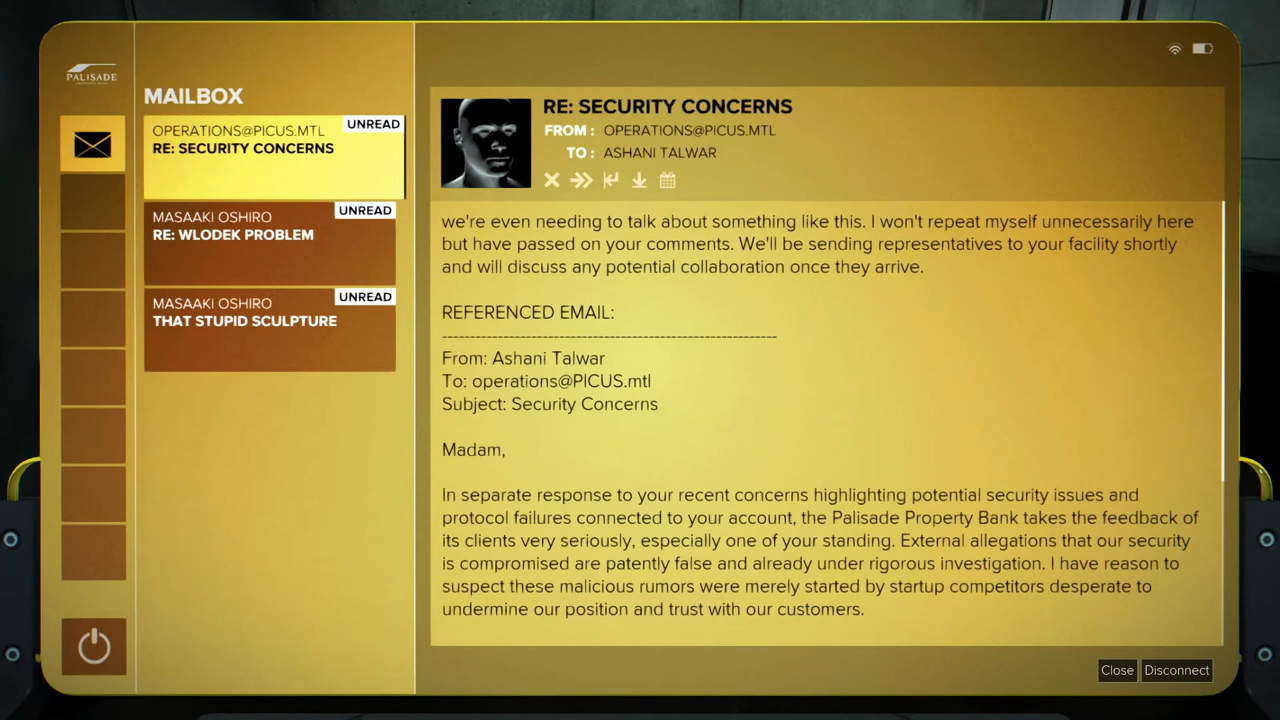 PALISADE
MAILBOX
OPERATIONS@PICUS.MTL
UNREAD
RE: SECURITY CONCERNS
MASAAKI OSHIRO
UNREAD
RE: WLODEK PROBLEM
MASAAKI OSHIRO
UNREAD
THAT STUPID SCULPTURE
RE: SECURITY CONCERNS
FROM : OPERATIONS@PICUS.MTL
TO : ASHANI TALWAR
we're even needing to talk about something like this. I won't repeat myself unnecessarily here
but have passed on your comments. We'll be sending representatives to your facility shortly
and will discuss any potential collaboration once they arrive.
REFERENCED EMAIL:
------------------------------------------------------------
From: Ashani Talwar
To: operations@PICUS.mtl
Subject: Security Concerns
Madam,
In separate response to your recent concerns highlighting potential security issues and
protocol failures connected to your account, the Palisade Property Bank takes the feedback of
its clients very seriously, especially one of your standing. External allegations that our security
is compromised are patently false and already under rigorous investigation. I have reason to
suspect these malicious rumors were merely started by startup competitors desperate to
undermine our position and trust with our customers.
Close
Disconnect